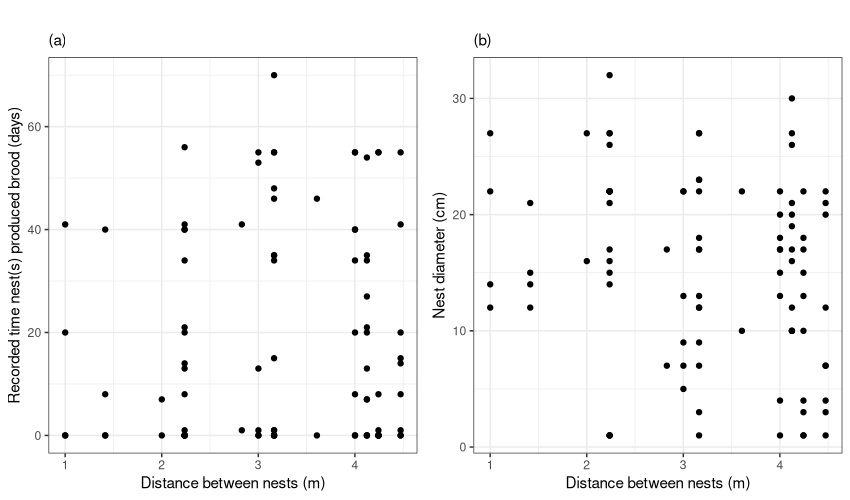 (a)
Recorded time nest(s) produced brood (days)
60
40
20
0
1 2 3 4
Distance between nests (m)
(b)
Nest diameter (cm)
30
20
10
0
1 2 3 4
Distance between nests (m)